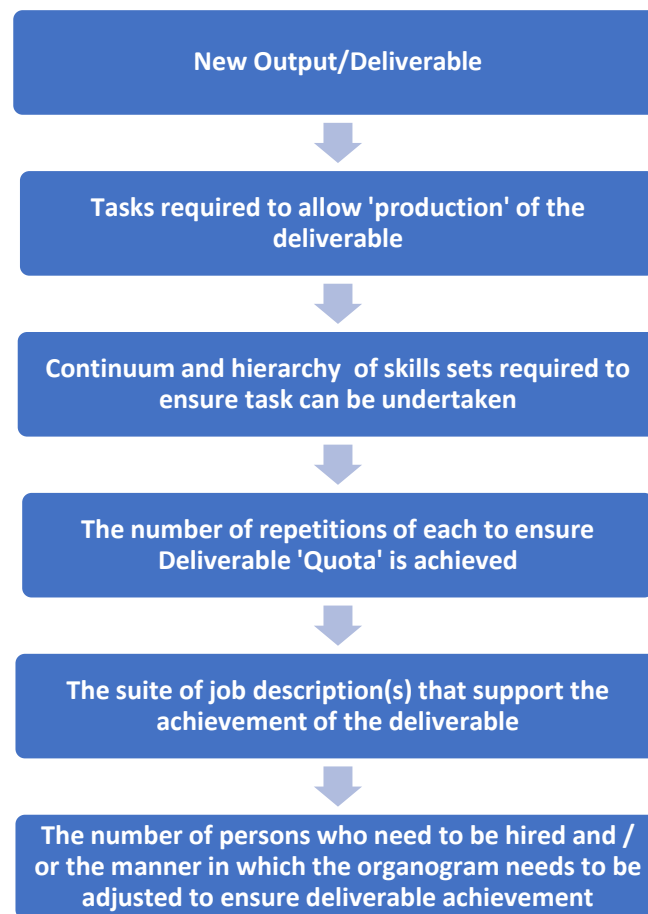 New Output/Deliverable
Tasks required to allow 'production' of the
deliverable
Continuum and hierarchy  of skills sets required to
ensure task can be undertaken
The number of repetitions of each to ensure
Deliverable 'Quota' is achieved
The suite of job description(s) that support the
achievement of the deliverable
The number of persons who need to be hired and /
or the manner in which the organogram needs to be
adjusted to ensure deliverable achievement